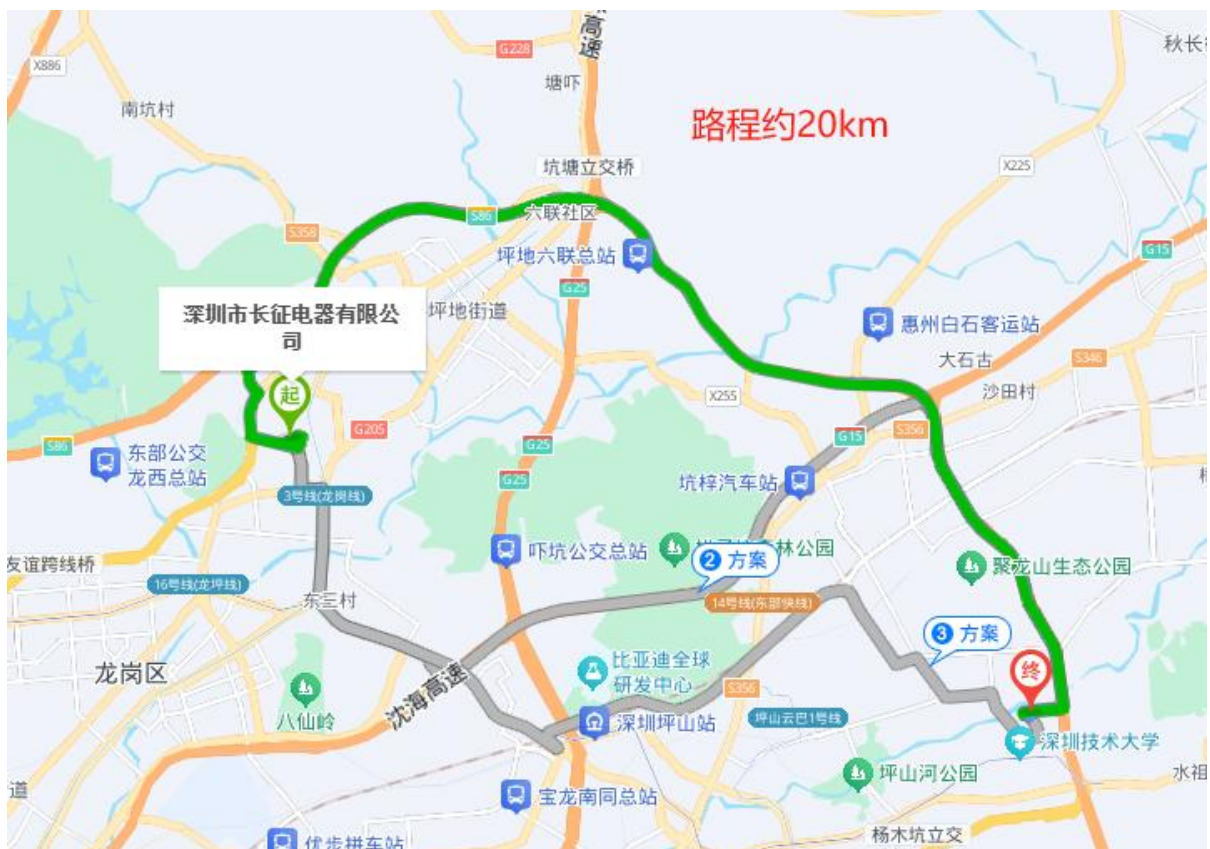 高速
秋长
G228
X886
塘吓
南坑村
路程约20km
坑塘立交桥
X225
S86
六联社区
S358
坪地六联总站
G15
G25
深圳市长征电器有限公
司
坪地街道
惠州白石客运站
大石古
S346
沙田村
起
X255
G205
S86
东部公交
龙西总站
G25
G15
S356
坑梓汽车站
3号线(龙岗线)
G25
吓坑公交总站
林公园
友谊跨线桥
2 方案
聚龙山生态公园
16号线(龙坪线)
东三村
14号线(东部快线)
3 方案
龙岗区
比亚迪全球
研发中心
终
八仙岭
沈海高速
S356
深圳坪山站
坪山云巴1号线
深圳技术大学
坪山河公园
水祖
道
宝龙南同总站
杨木坑立交
优步拼车站